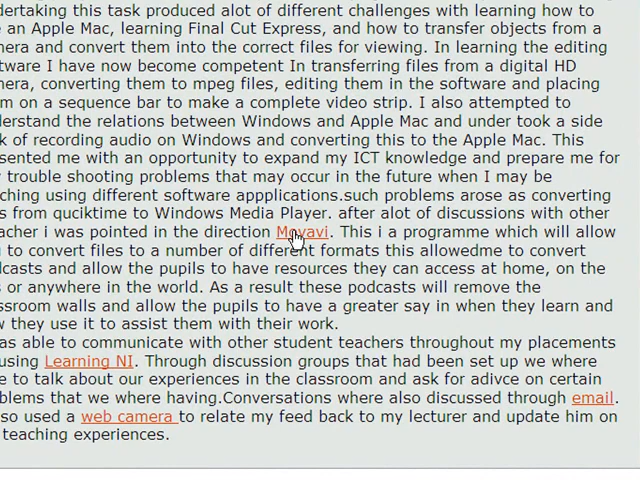 dertaking this task produced alot of different challenges with learning how to
an Apple Mac, learning Final Cut Express, and how to transfer objects from a
nera and convert them into the correct files for viewing. In learning the editing
tware I have now become competent In transferring files from a digital HD
nera, converting them to mpeg files, editing them in the software and placing
m on a sequence bar to make a complete video strip. I also attempted to
derstand the relations between Windows and Apple Mac and under took a side
k of recording audio on Windows and converting this to the Apple Mac. This
sented me with an opportunity to expand my ICT knowledge and prepare me for
trouble shooting problems that may occur in the future when I may be
ching using different software appplications.such problems arose as converting
s from quciktime to Windows Media Player. after alot of discussions with other
acher i was pointed in the direction Movavi. This i a programme which will allow
to convert files to a number of different formats this allowedme to convert
dcasts and allow the pupils to have resources they can access at home, on the
s or anywhere in the world. As a result these podcasts will remove the
ssroom walls and allow the pupils to have a greater say in when they learn and
w they use it to assist them with their work.
as able to communicate with other student teachers throughout my placements
using Learning NI. Through discussion groups that had been set up we where
e to talk about our experiences in the classroom and ask for adivce on certain
blems that we where having.Conversations where also discussed through email.
so used a web camera to relate my feed back to my lecturer and update him on
teaching experiences.